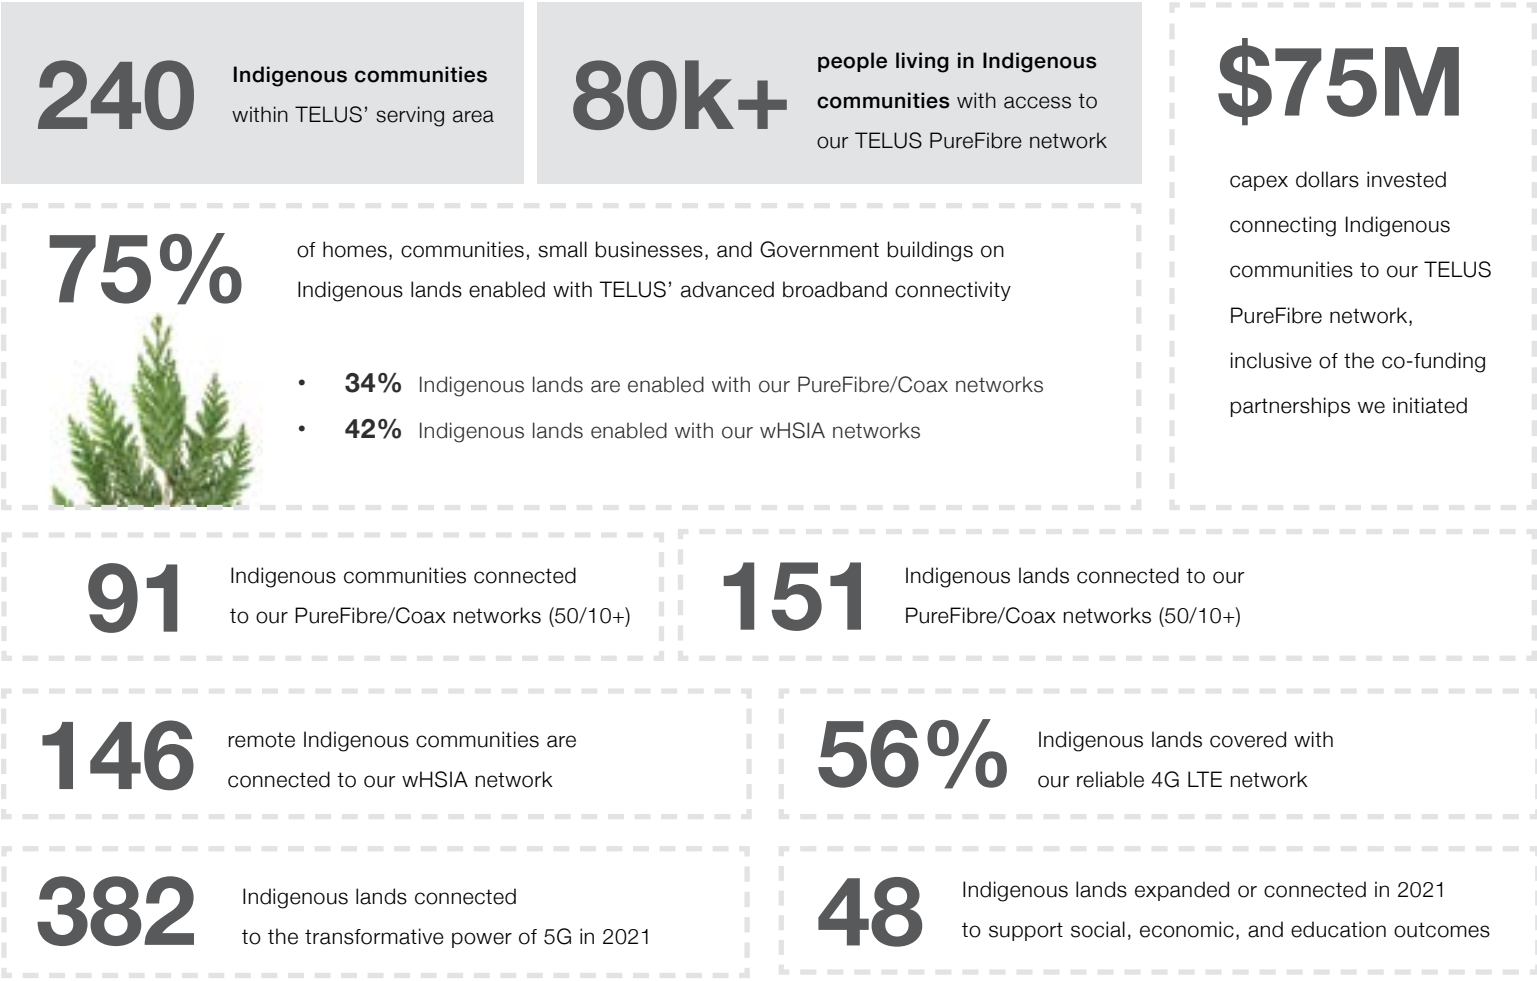 240
Indigenous communities
within TELUS’ serving area
80k+
people living in Indigenous
communities with access to
our TELUS PureFibre network
$75M
capex dollars invested
connecting Indigenous
communities to our TELUS
PureFibre network,
inclusive of the co-funding
partnerships we initiated
75%
of homes, communities, small businesses, and Government buildings on
Indigenous lands enabled with TELUS’ advanced broadband connectivity
• 34% Indigenous lands are enabled with our PureFibre/Coax networks
• 42% Indigenous lands enabled with our wHSIA networks
91
Indigenous communities connected
to our PureFibre/Coax networks (50/10+)
151
Indigenous lands connected to our
PureFibre/Coax networks (50/10+)
146
remote Indigenous communities are
connected to our wHSIA network
56%
Indigenous lands covered with
our reliable 4G LTE network
382
Indigenous lands connected
to the transformative power of 5G in 2021
48
Indigenous lands expanded or connected in 2021
to support social, economic, and education outcomes